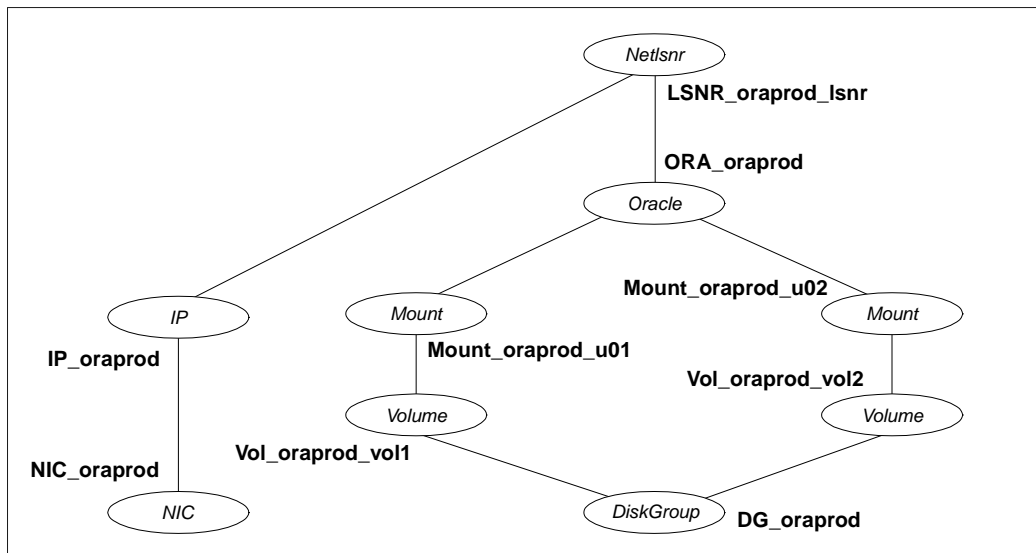 Netlsnr
LSNR_oraprod_lsnr
ORA_oraprod
Oracle
Mount_oraprod_u02
IP
Mount
Mount
IP_oraprod
Mount_oraprod_u01
Vol_oraprod_vol2
Volume
Volume
Vol_oraprod_vol1
NIC_oraprod
NIC
DiskGroup
DG_oraprod